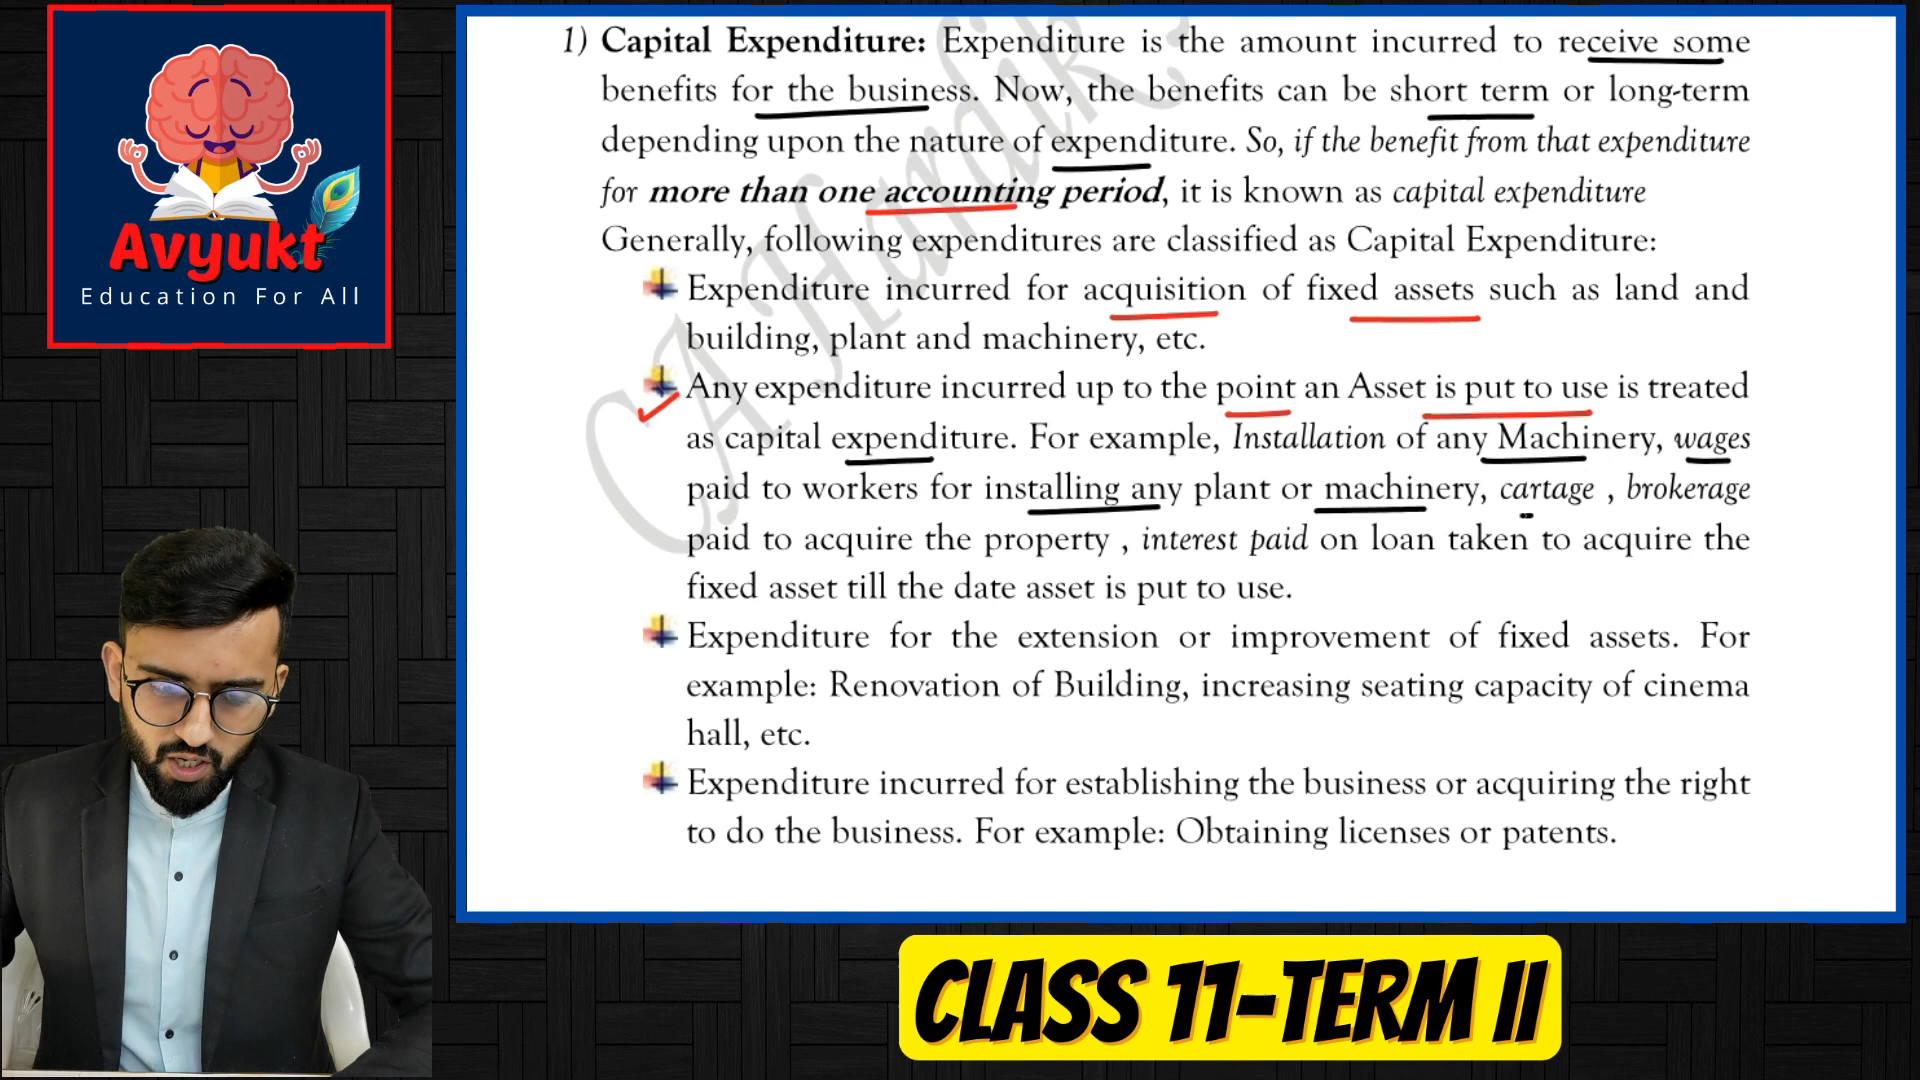 Avyukt
Education For All
1) Capital Expenditure: Expenditure is the amount incurred to receive some
benefits for the business. Now, the benefits can be short term or long-term
depending upon the nature of expenditure. So, if the benefit from that expenditure
for more than one accounting period, it is known as capital expenditure
Generally, following expenditures are classified as Capital Expenditure:
Expenditure incurred for acquisition of fixed assets such as land and
building, plant and machinery, etc.
Any expenditure incurred up to the point an Asset is put to use is treated
as capital expenditure. For example, Installation of any Machinery, wages
paid to workers for installing any plant or machinery, cartage , brokerage
paid to acquire the property , interest paid on loan taken to acquire the
fixed asset till the date asset is put to use.
Expenditure for the extension or improvement of fixed assets. For
example: Renovation of Building, increasing seating capacity of cinema
hall, etc.
Expenditure incurred for establishing the business or acquiring the right
to do the business. For example: Obtaining licenses or patents.
CA Hardik
CLASS 11-TERM II